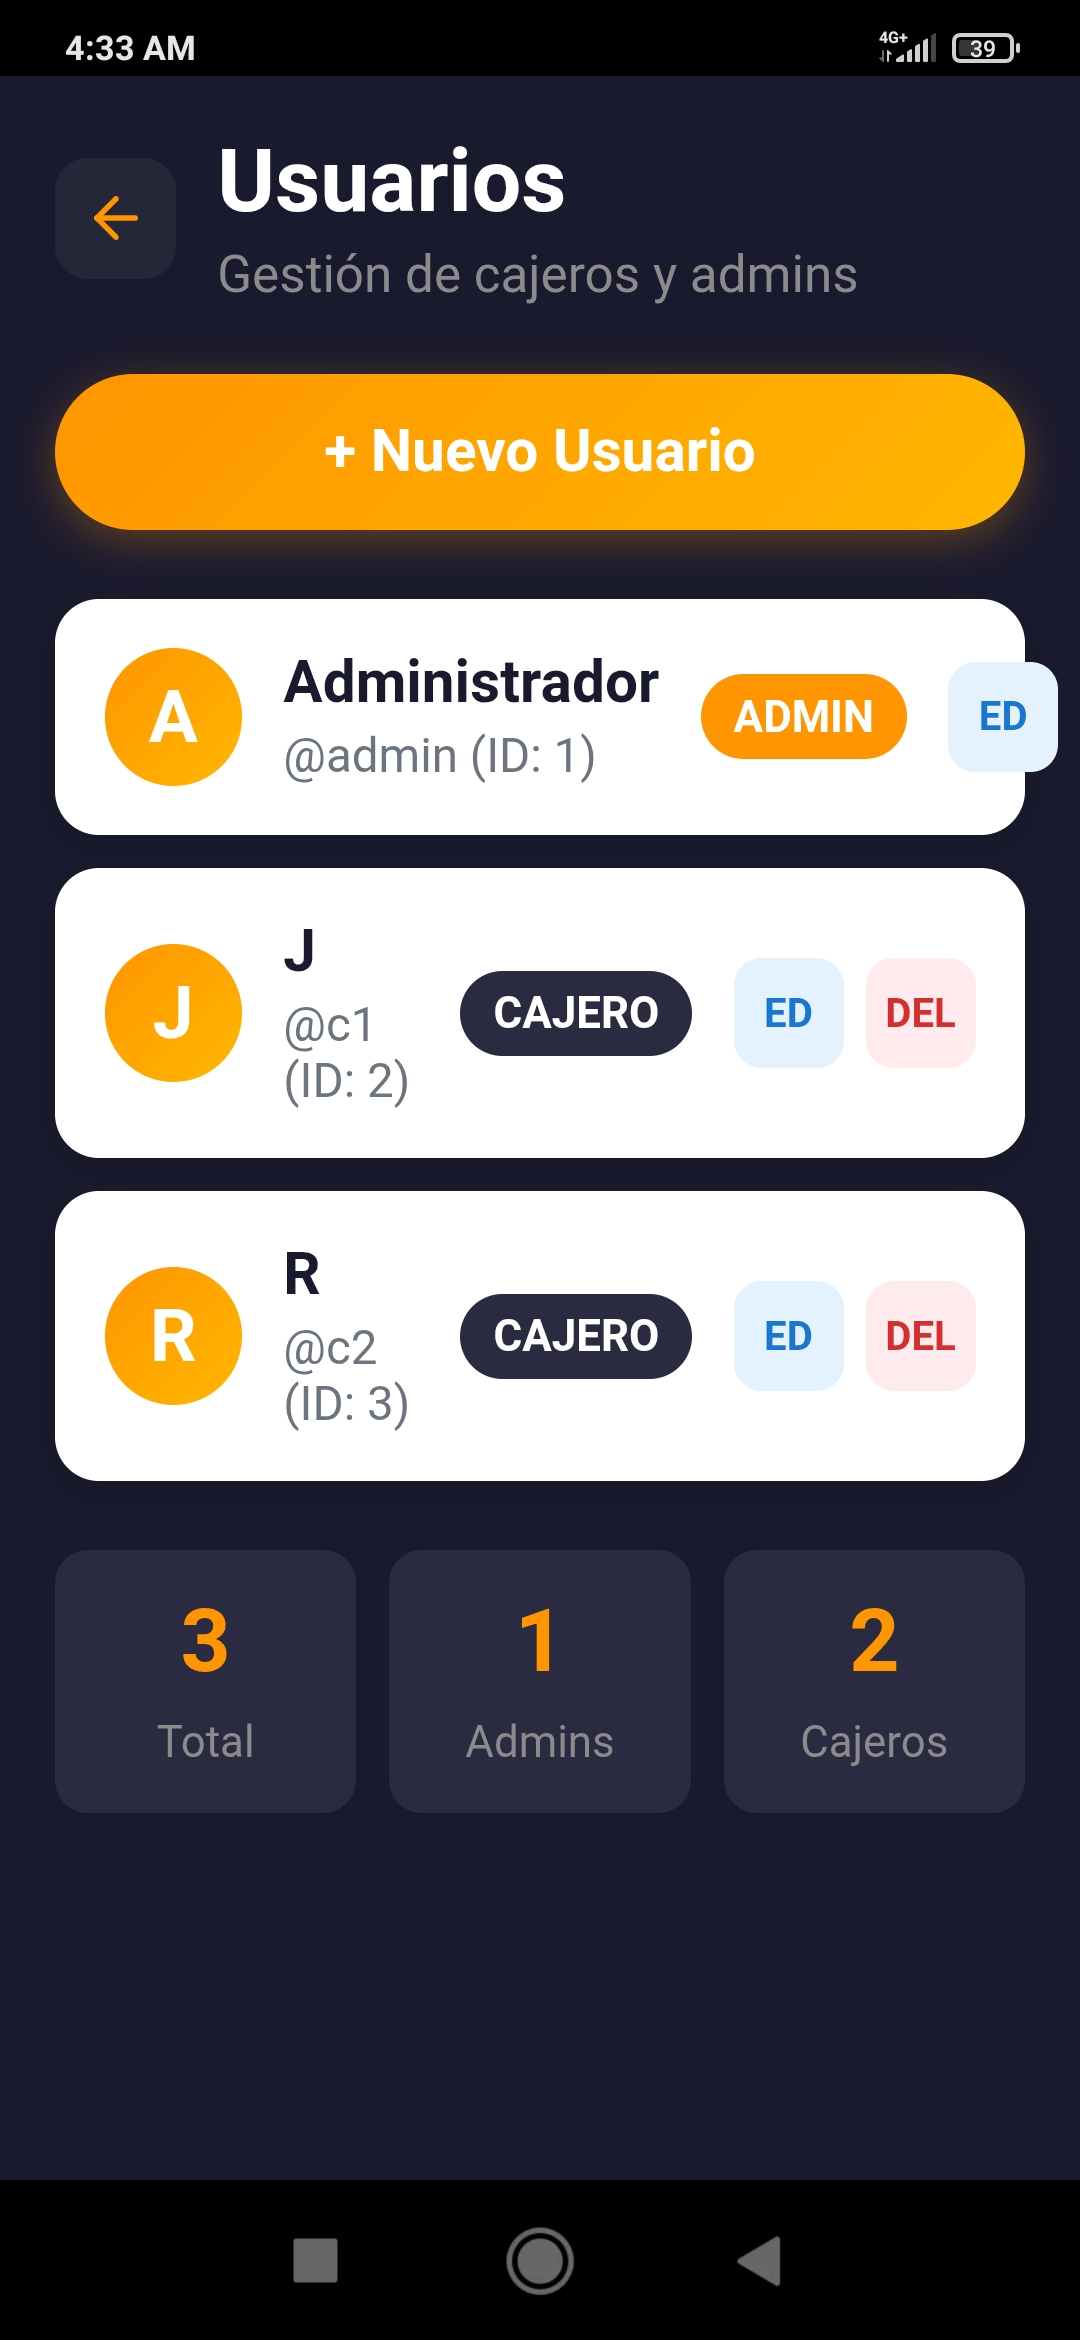 4:33 AM
4G+
39
Usuarios
Gestión de cajeros y admins
+ Nuevo Usuario
A
Administrador
@admin (ID: 1)
ADMIN
ED
J
J
@c1
(ID: 2)
CAJERO
ED
DEL
R
R
@c2
(ID: 3)
CAJERO
ED
DEL
3
Total
1
Admins
2
Cajeros